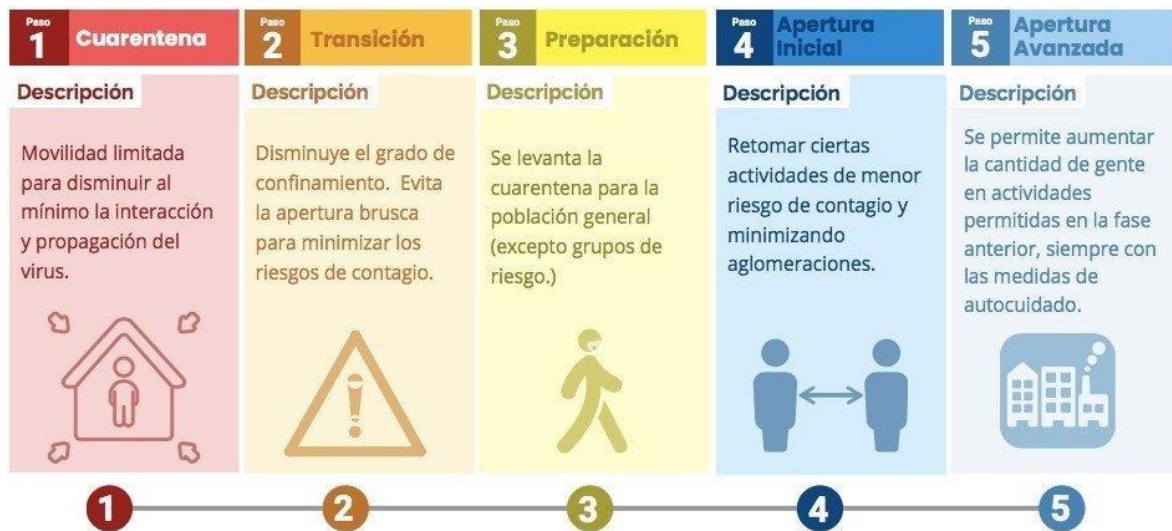 Paso
1
Cuarentena
Descripción
Movilidad limitada
para disminuir al
mínimo la interacción
y propagación del
virus.
Paso
2
Transición
Descripción
Disminuye el grado de
confinamiento.  Evita
la apertura brusca
para minimizar los
riesgos de contagio.
Paso
3
Preparación
Descripción
Se levanta la
cuarentena para la
población general
(excepto grupos de
riesgo.)
Paso
4
Apertura
Inicial
Descripción
Retomar ciertas
actividades de menor
riesgo de contagio y
minimizando
aglomeraciones.
Paso
5
Apertura
Avanzada
Descripción
Se permite aumentar
la cantidad de gente
en actividades
permitidas en la fase
anterior, siempre con
las medidas de
autocuidado.
1
2
3
4
5